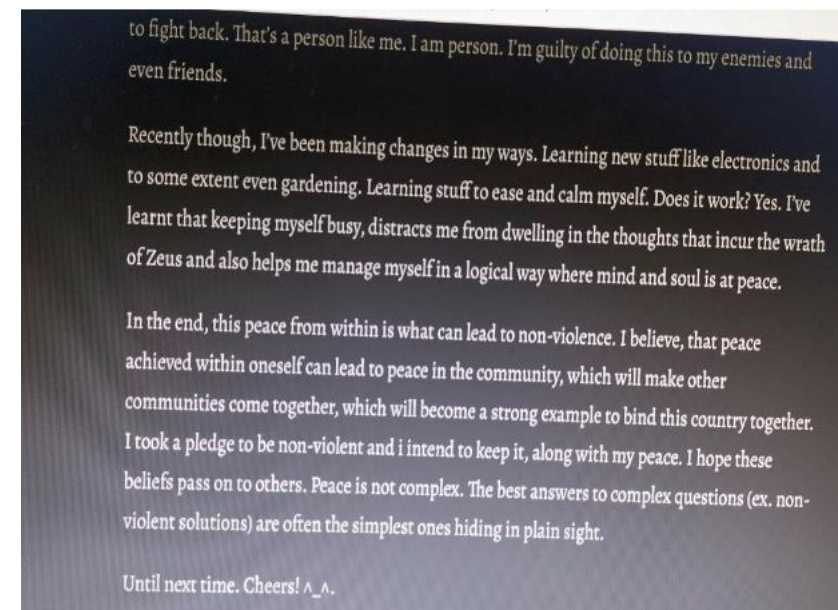 to fight back. That's a person like me. I am person. I'm guilty of doing this to my enemies and
even friends.
Recently though, I've been making changes in my ways. Learning new stuff like electronics and
to some extent even gardening. Learning stuff to ease and calm myself. Does it work? Yes. I've
learnt that keeping myself busy, distracts me from dwelling in the thoughts that incur the wrath
of Zeus and also helps me manage myself in a logical way where mind and soul is at peace.
In the end, this peace from within is what can lead to non-violence. I believe, that peace
achieved within oneself can lead to peace in the community, which will make other
communities come together, which will become a strong example to bind this country together.
I took a pledge to be non-violent and i intend to keep it, along with my peace. I hope these
beliefs pass on to others. Peace is not complex. The best answers to complex questions (ex. non-
violent solutions) are often the simplest ones hiding in plain sight.
Until next time. Cheers! ^_^.